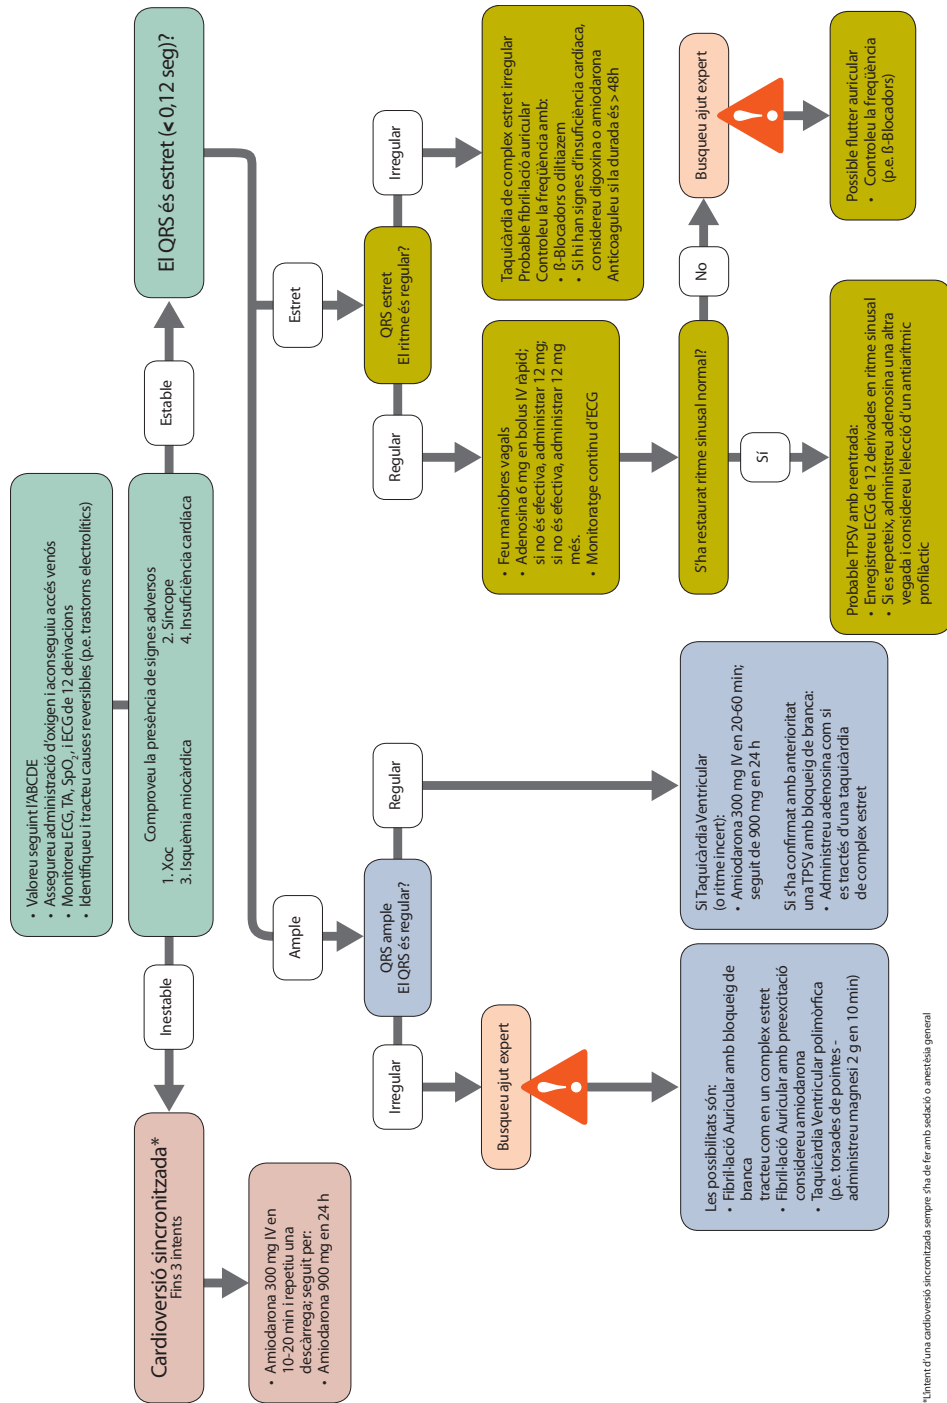 • Valoreu seguint l'ABCDE
• Assegureu administració d'oxigen i aconseguiu accés venós
• Monitoreu ECG, TA, SpO₂, i ECG de 12 derivacions
• Identifiqueu i tracteu causes reversibles (p.e. trastorns electrolítics)
Comproveu la presència de signes adversos
1. Xoc 2. Síncope
3. Isquèmia miocàrdica 4. Insuficiència cardíaca
Inestable
Estable
Cardioversió sincronitzada*
Fins 3 intents
El QRS és estret (< 0,12 seg)?
• Amiodarona 300 mg IV en
10-20 min i repetiu una
descàrrega; seguit per:
• Amiodarona 900 mg en 24 h
Ample
Estret
QRS ample
El QRS és regular?
QRS estret
El ritme és regular?
Irregular
Regular
Regular
Irregular
Busqueu ajut expert
• Feu maniobres vagals
• Adenosina 6 mg en bolus IV ràpid;
si no és efectiva, administrar 12 mg;
si no és efectiva, administrar 12 mg
més.
• Monitoritzatge continu d'ECG
Taquicàrdia de complex estret irregular
Probable fibril·lació auricular
Controleu la freqüència amb:
• ß-Blocadors o diltiazem
• Si hi han signes d'insuficiència cardíaca,
considereu digoxina o amiodarona
Anticoaguleu si la durada és > 48h
Les possibilitats són:
• Fibril·lació Auricular amb bloqueig de
branca
tracteu com en un complex estret
• Fibril·lació Auricular amb preexcitació
considereu amiodarona
• Taquicàrdia Ventricular polimòrfica
(p.e. torsades de pointes -
administreu magnesi 2 g en 10 min)
Si Taquicàrdia Ventricular
(o ritme incert):
• Amiodarona 300 mg IV en 20-60 min;
seguit de 900 mg en 24 h
Si s'ha confirmat amb anterioritat
una TPSV amb bloqueig de branca:
• Administreu adenosina com si
es tractés d'una taquicàrdia
de complex estret
S'ha restaurat ritme sinusal normal?
No
Busqueu ajut expert
Sí
Probable TPSV amb reentrada:
• Enregistreu ECG de 12 derivades en ritme sinusal
• Si es repeteix, administreu adenosina una altra
vegada i considereu l'elecció d'un antiarítmic
profilàctic
Possible flutter auricular
• Controleu la freqüència
(p.e. ß-Blocadors)
*L'intent d'una cardioversió sincronitzada sempre s'ha de fer amb sedació o anestèsia general